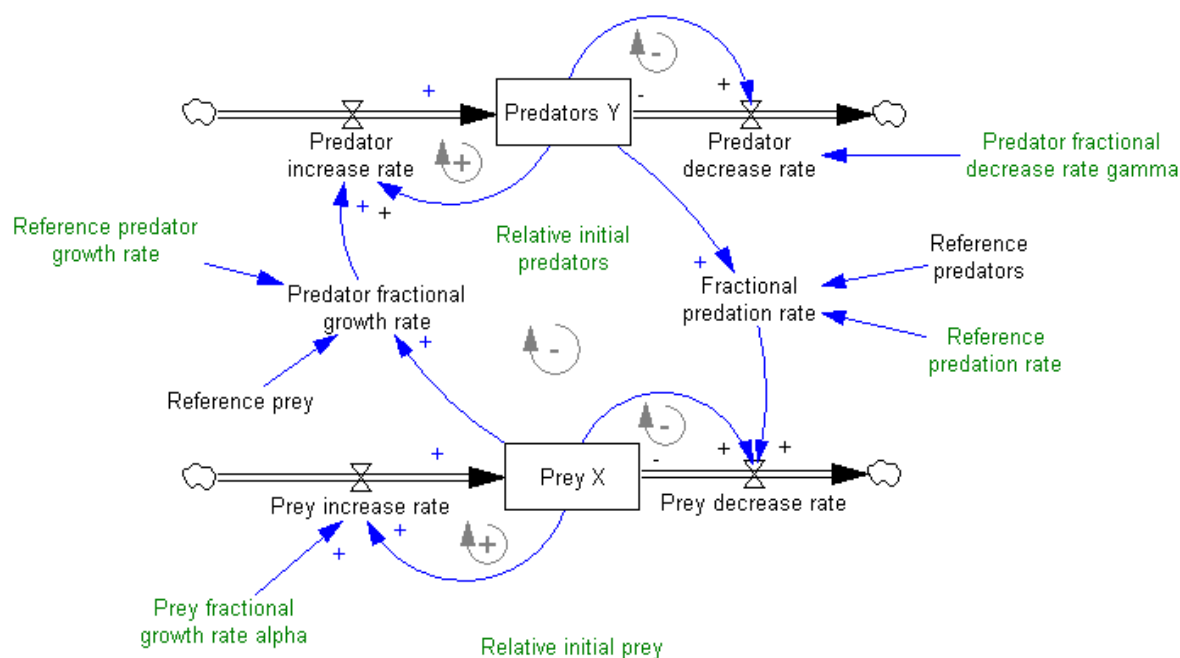 -
+
-
+
Predators Y
Predator
increase rate
+
Predator
decrease rate
Predator fractional
decrease rate gamma
+
+
Reference predator
growth rate
Relative initial
predators
Reference
predators
+
Predator fractional
growth rate
Fractional
predation rate
+
-
Reference
predation rate
Reference prey
-
+
+
+
-
Prey X
Prey increase rate
Prey decrease rate
+
+
+
Prey fractional
growth rate alpha
Relative initial prey